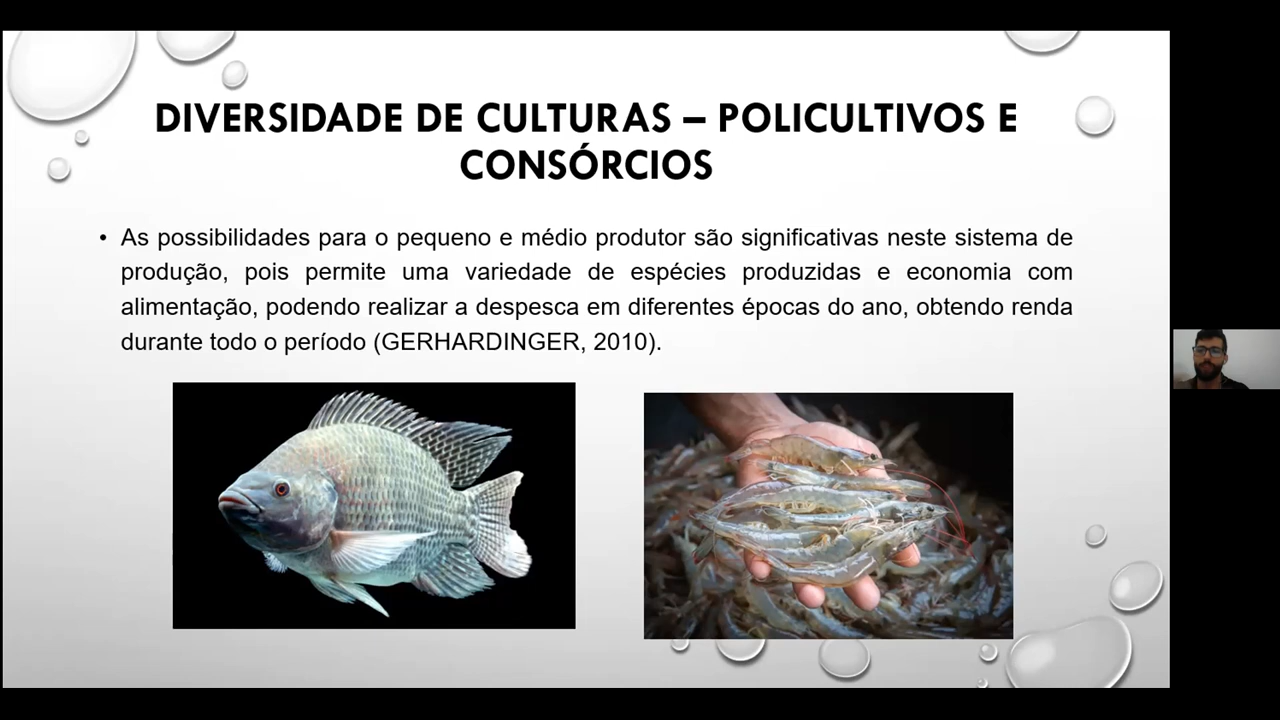 DIVERSIDADE DE CULTURAS – POLICULTIVOS E
CONSÓRCIOS
• As possibilidades para o pequeno e médio produtor são significativas neste sistema de
produção, pois permite uma variedade de espécies produzidas e economia com
alimentação, podendo realizar a despesca em diferentes épocas do ano, obtendo renda
durante todo o período (GERHARDINGER, 2010).